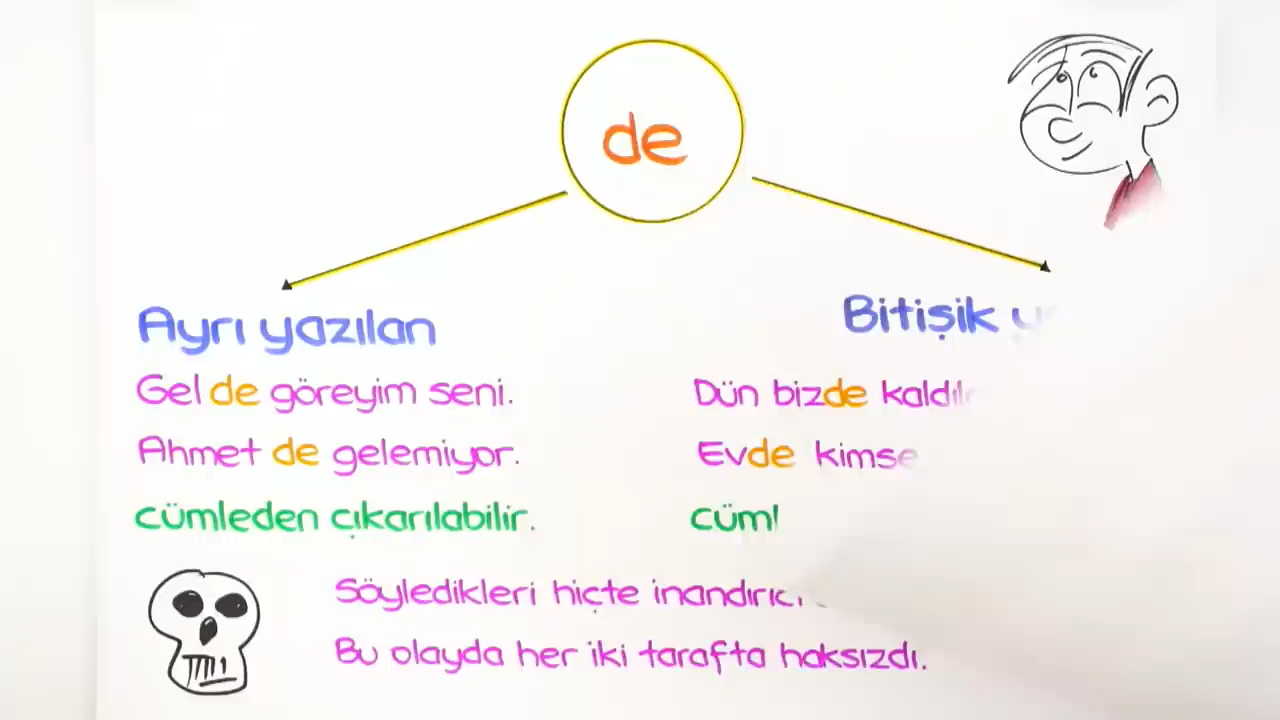 de
Ayrı yazılan
Bitişik
Gel de göreyim seni.
Dün bizde
Ahmet de gelemiyor.
Evde kimse
cümleden çıkarılabilir.
Söyledikleri hiçte
Bu olayda her iki tarafta haksızdı.